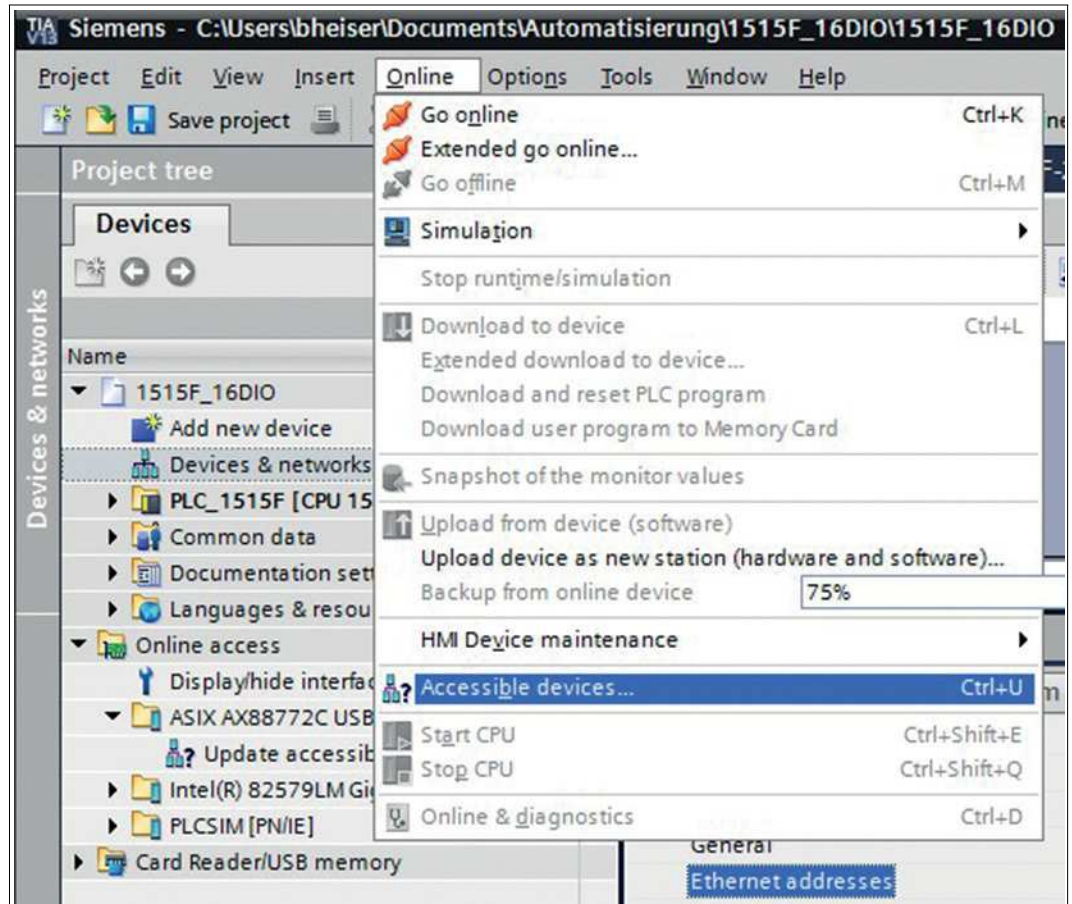 TIA V13 Siemens - C:\Users\bheiser\Documents\Automatisierung\1515F_16DIO\1515F_16DIO
Project Edit View Insert Online Options Tools Window Help
Save project
Project tree
Devices
Devices & networks
Name
1515F_16DIO
Add new device
Devices & networks
PLC_1515F [CPU 15
Common data
Documentation sett
Languages & resou
Online access
Display/hide interfac
ASIX AX88772C USB
Update accessib
Intel(R) 82579LM Gi
PLCSIM [PN/IE]
Card Reader/USB memory
Go online Ctrl+K
Extended go online...
Go offline Ctrl+M
Simulation
Stop runtime/simulation
Download to device Ctrl+L
Extended download to device...
Download and reset PLC program
Download user program to Memory Card
Snapshot of the monitor values
Upload from device (software)
Upload device as new station (hardware and software)...
Backup from online device
75%
HMI Device maintenance
Accessible devices... Ctrl+U
Start CPU Ctrl+Shift+E
Stop CPU Ctrl+Shift+Q
Online & diagnostics Ctrl+D
General
Ethernet addresses